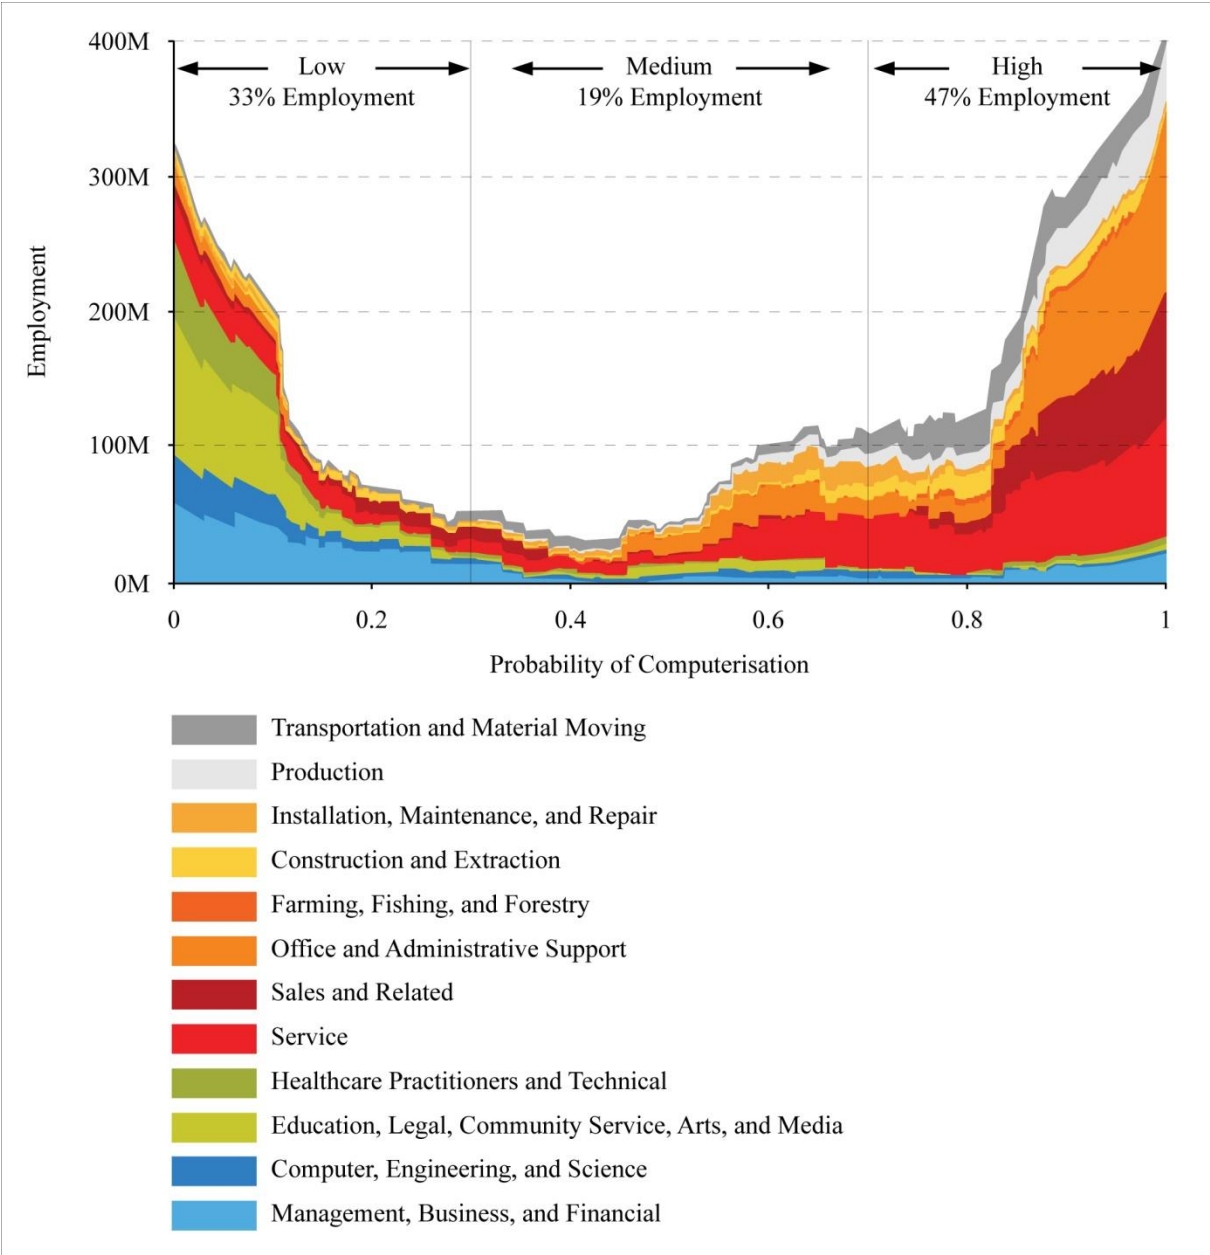 400M
Low
Medium
High
33% Employment
19% Employment
47% Employment
300M
Employment
200M
100M
0M
0
0.2
0.4
0.6
0.8
1
Probability of Computerisation
Transportation and Material Moving
Production
Installation, Maintenance, and Repair
Construction and Extraction
Farming, Fishing, and Forestry
Office and Administrative Support
Sales and Related
Service
Healthcare Practitioners and Technical
Education, Legal, Community Service, Arts, and Media
Computer, Engineering, and Science
Management, Business, and Financial